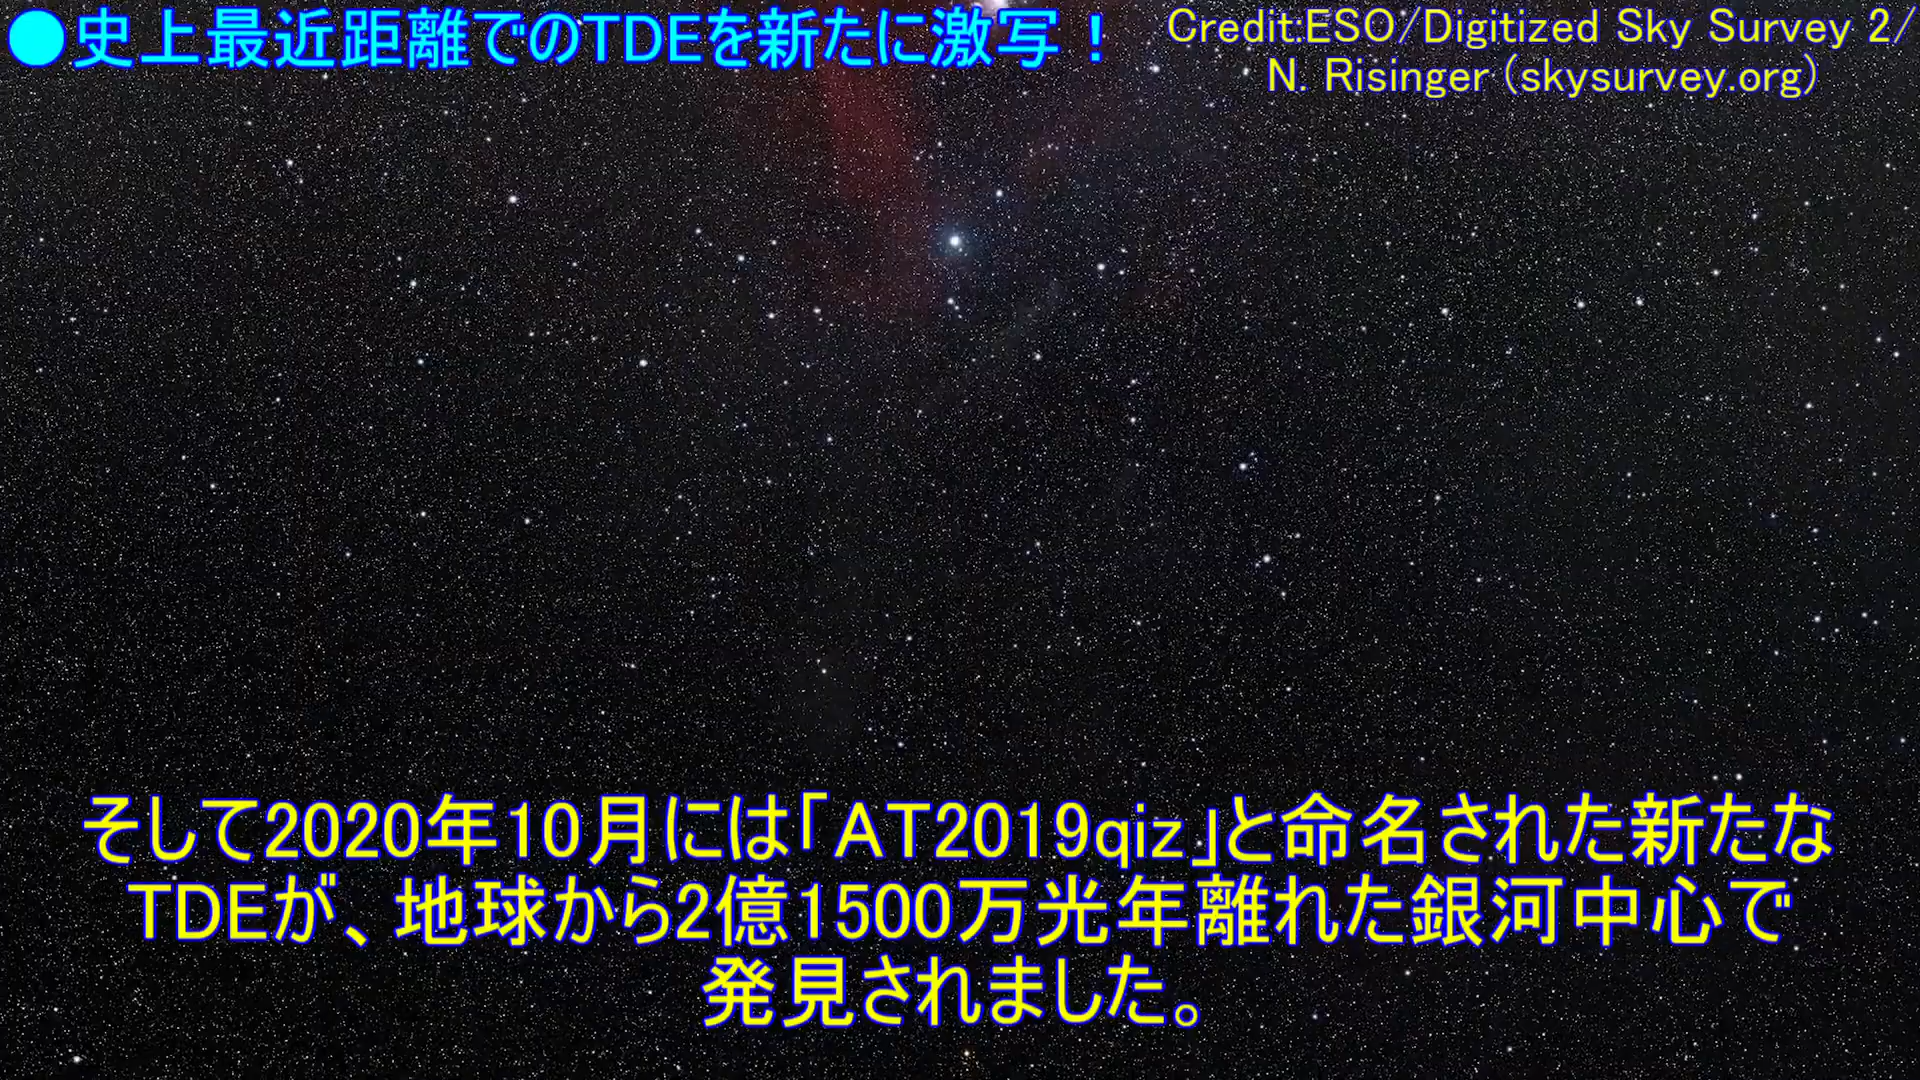 ●史上最近距離でのTDEを新たに激写！
Credit:ESO/Digitized Sky Survey 2/
N. Risinger (skysurvey.org)
そして2020年10月には「AT2019qiz」と命名された新たな
TDEが、地球から2億1500万光年離れた銀河中心で
発見されました。